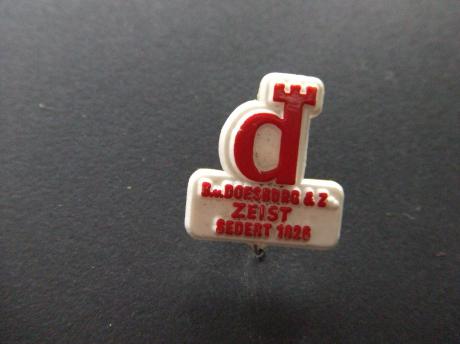 d
R.v.DOESBURG & Z.
ZEIST
SEDERT 1826